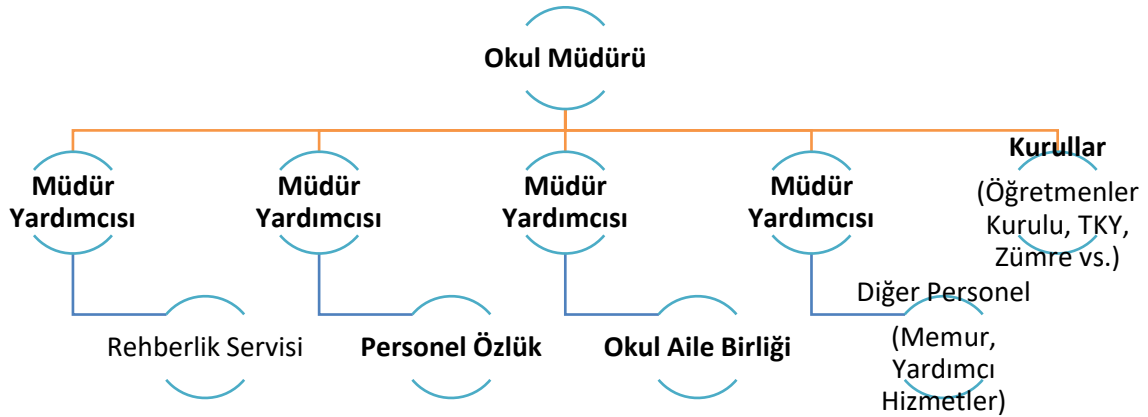 Okul Müdürü
Müdür
Yardımcısı
Müdür
Yardımcısı
Müdür
Yardımcısı
Müdür
Yardımcısı
Kurullar
(Öğretmenler
Kurulu, TKY,
Zümre vs.)
Rehberlik Servisi
Personel Özlük
Okul Aile Birliği
Diğer Personel
(Memur,
Yardımcı
Hizmetler)